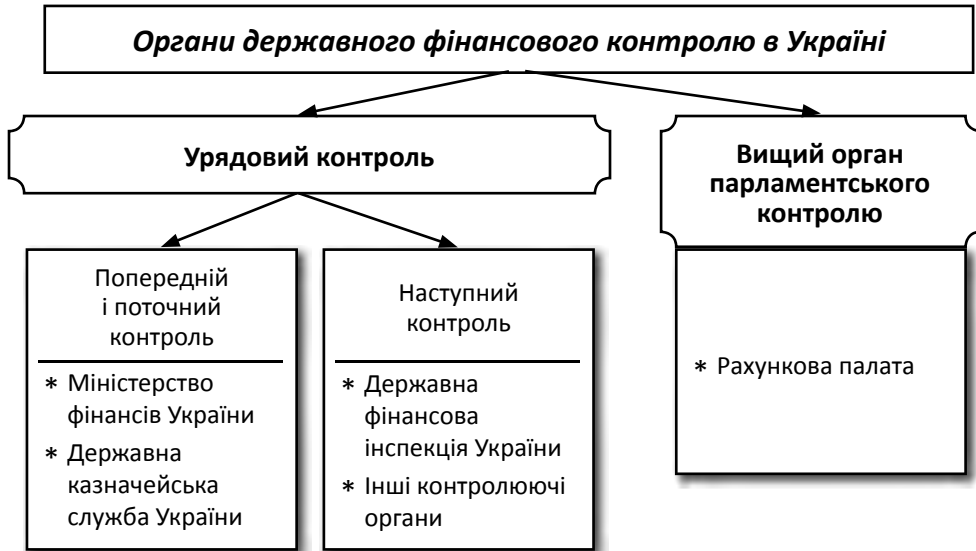 Органи державного фінансового контролю в Україні
Урядовий контроль
Вищий орган
парламентського
контролю
Попередній
і поточний
контроль
* Міністерство
фінансів України
* Державна
казначейська
служба України
Наступний
контроль
* Державна
фінансова
інспекція України
* Інші контролюючі
органи
* Рахункова палата